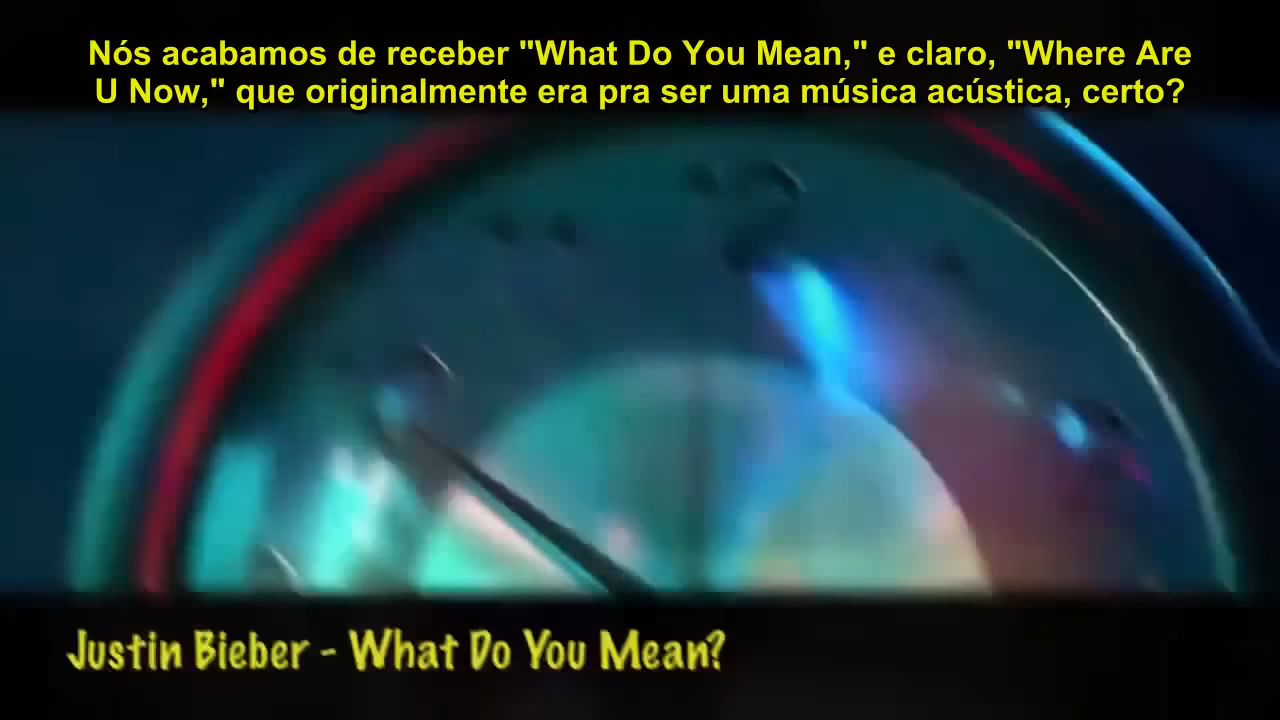 Nós acabamos de receber "What Do You Mean," e claro, "Where Are
U Now," que originalmente era pra ser uma música acústica, certo?
Justin Bieber - What Do You Mean?